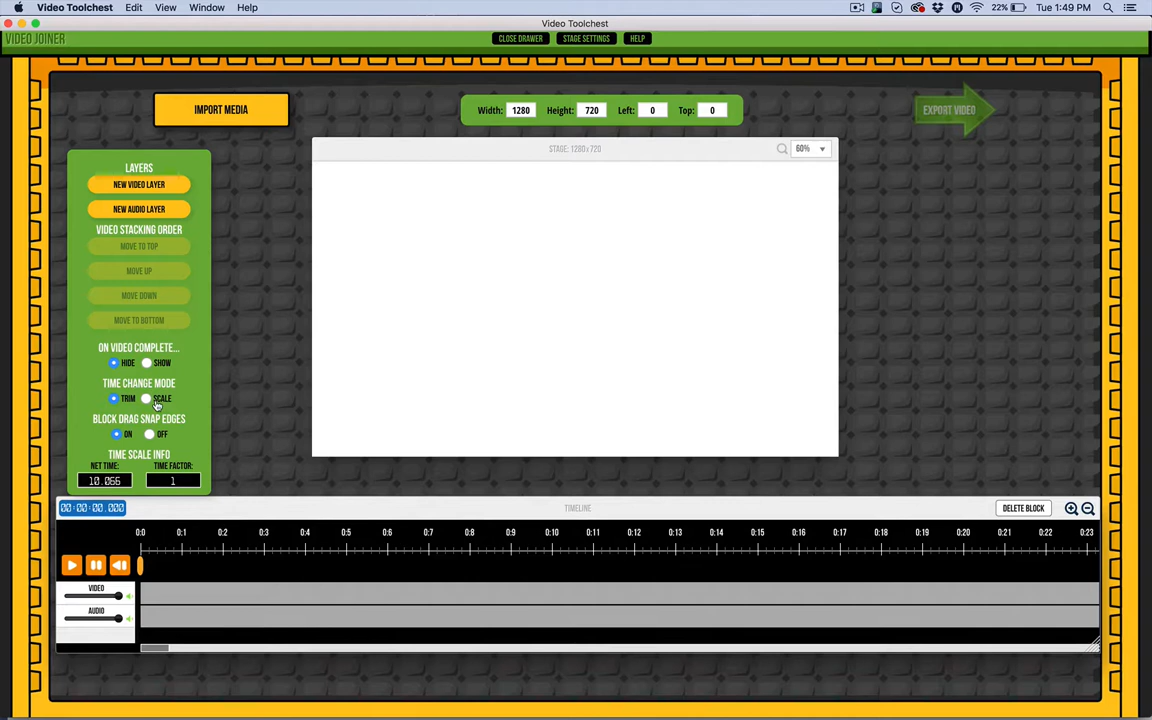 Video Toolchest Edit View Window Help 22% Tue 1:49 PM
Video Toolchest
VIDEO JOINER CLOSE DRAWER STAGE SETTINGS HELP
IMPORT MEDIA Width: 1280 Height: 720 Left: 0 Top: 0 EXPORT VIDEO
STAGE: 1280x720 60%
LAYERS
NEW VIDEO LAYER
NEW AUDIO LAYER
VIDEO STACKING ORDER
MOVE TO TOP
MOVE UP
MOVE DOWN
MOVE TO BOTTOM
ON VIDEO COMPLETE...
HIDE SHOW
TIME CHANGE MODE
TRIM SCALE
BLOCK DRAG SNAP EDGES
ON OFF
TIME SCALE INFO
NET TIME: TIME FACTOR:
10.066 1
00:00:00.000 TIMELINE DELETE BLOCK
0:0 0:1 0:2 0:3 0:4 0:5 0:6 0:7 0:8 0:9 0:10 0:11 0:12 0:13 0:14 0:15 0:16 0:17 0:18 0:19 0:20 0:21 0:22 0:23
VIDEO
AUDIO